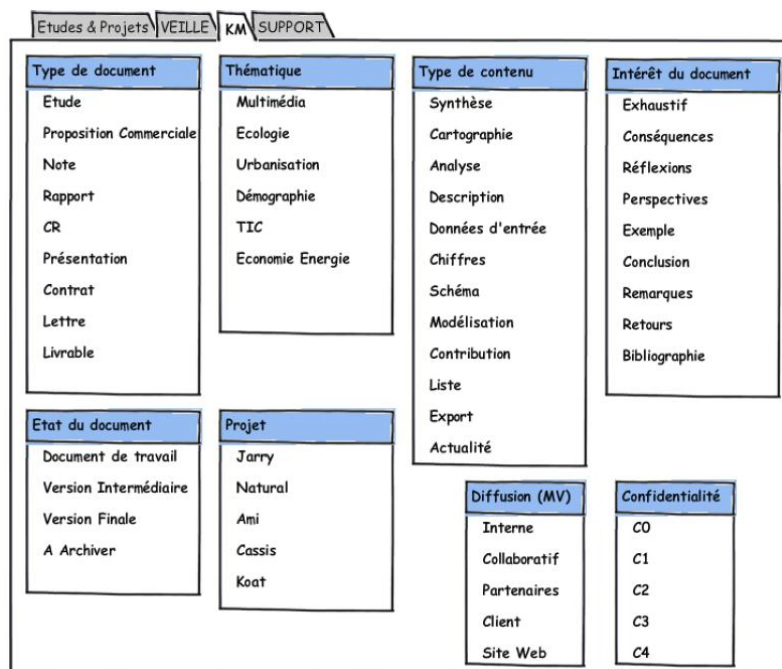 Etudes & Projets
VEILLE
KM
SUPPORT
Type de document
Etude
Proposition Commerciale
Note
Rapport
CR
Présentation
Contrat
Lettre
Livrable
Thématique
Multimédia
Ecologie
Urbanisation
Démographie
TIC
Economie Energie
Type de contenu
Synthèse
Cartographie
Analyse
Description
Données d'entrée
Chiffres
Schéma
Modélisation
Contribution
Liste
Export
Actualité
Intérêt du document
Exhaustif
Conséquences
Réflexions
Perspectives
Exemple
Conclusion
Remarques
Retours
Bibliographie
Etat du document
Document de travail
Version Intermédiaire
Version Finale
A Archiver
Projet
Jarry
Natural
Ami
Cassis
Koat
Diffusion (MV)
Interne
Collaboratif
Partenaires
Client
Site Web
Confidentialité
C0
C1
C2
C3
C4